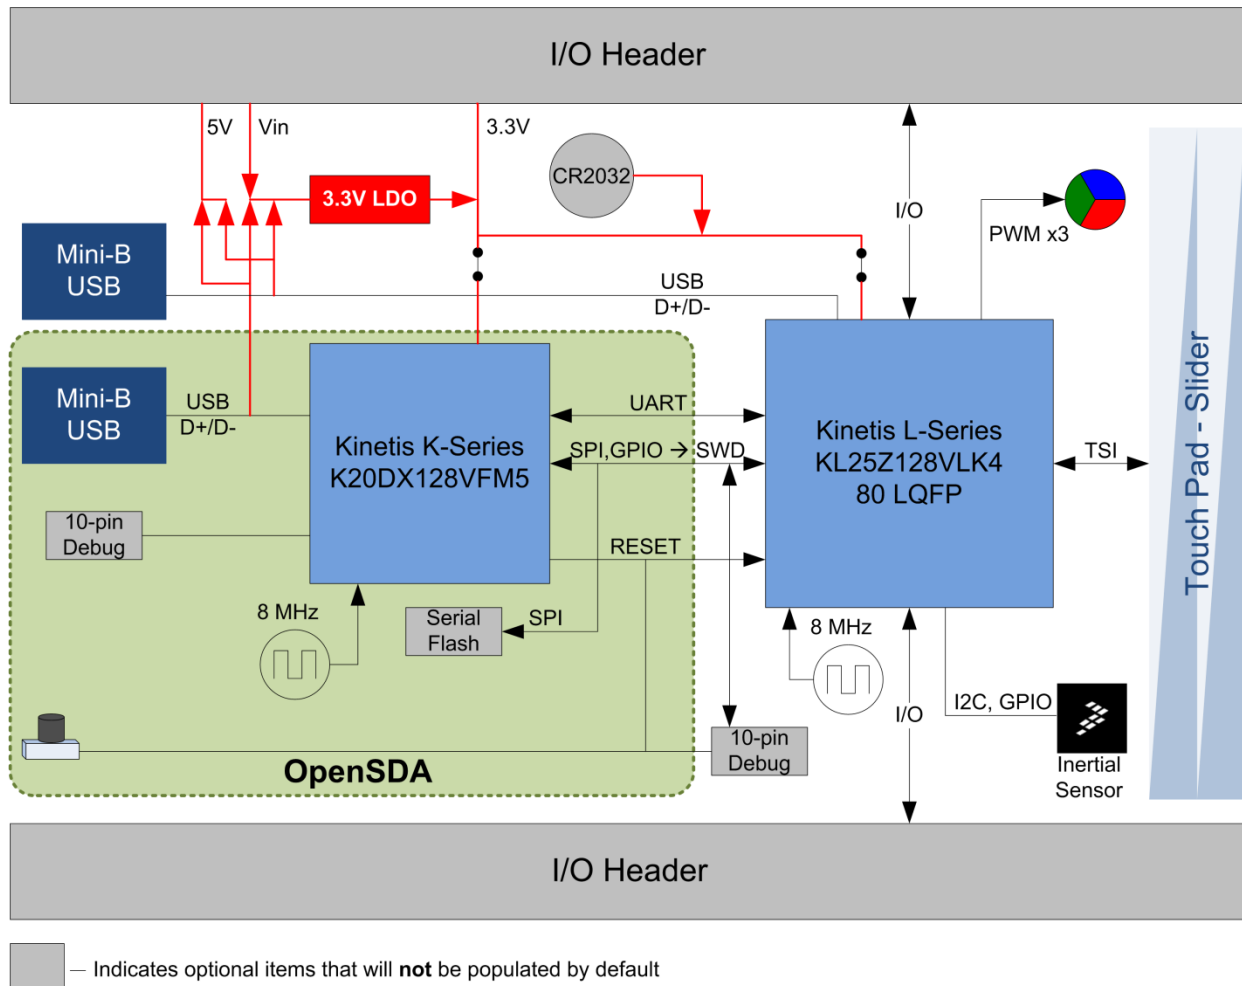 I/O Header
5V
Vin
3.3V
CR2032
3.3V LDO
I/O
PWM x3
Mini-B
USB
USB
D+/D-
Mini-B
USB
USB
D+/D-
Kinetis K-Series
K20DX128VFM5
UART
SPI,GPIO → SWD
Kinetis L-Series
KL25Z128VLK4
80 LQFP
TSI
Touch Pad - Slider
10-pin
Debug
RESET
8 MHz
Serial
Flash
SPI
8 MHz
I/O
I2C, GPIO
10-pin
Debug
Inertial
Sensor
OpenSDA
I/O Header
— Indicates optional items that will not be populated by default